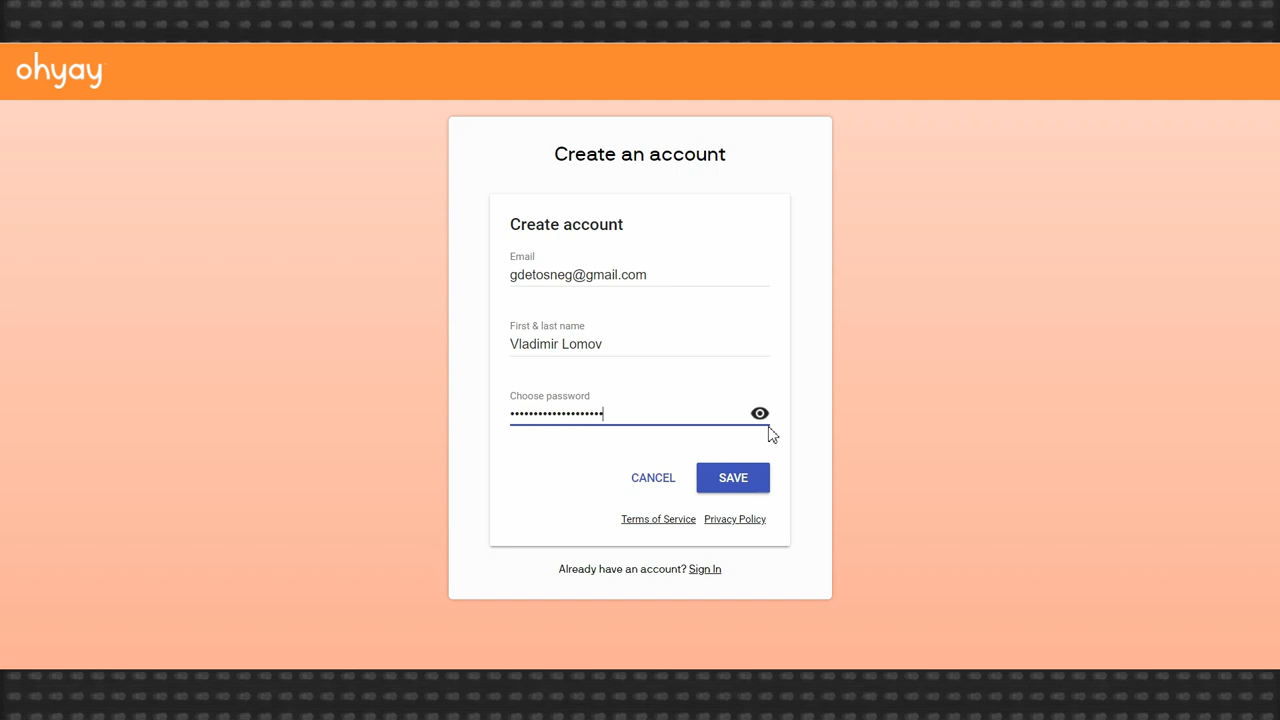 ohyay
Create an account
Create account
Email
gdetosneg@gmail.com
First & last name
Vladimir Lomov
Choose password
••••••••••••••••••••
CANCEL SAVE
Terms of Service Privacy Policy
Already have an account? Sign In